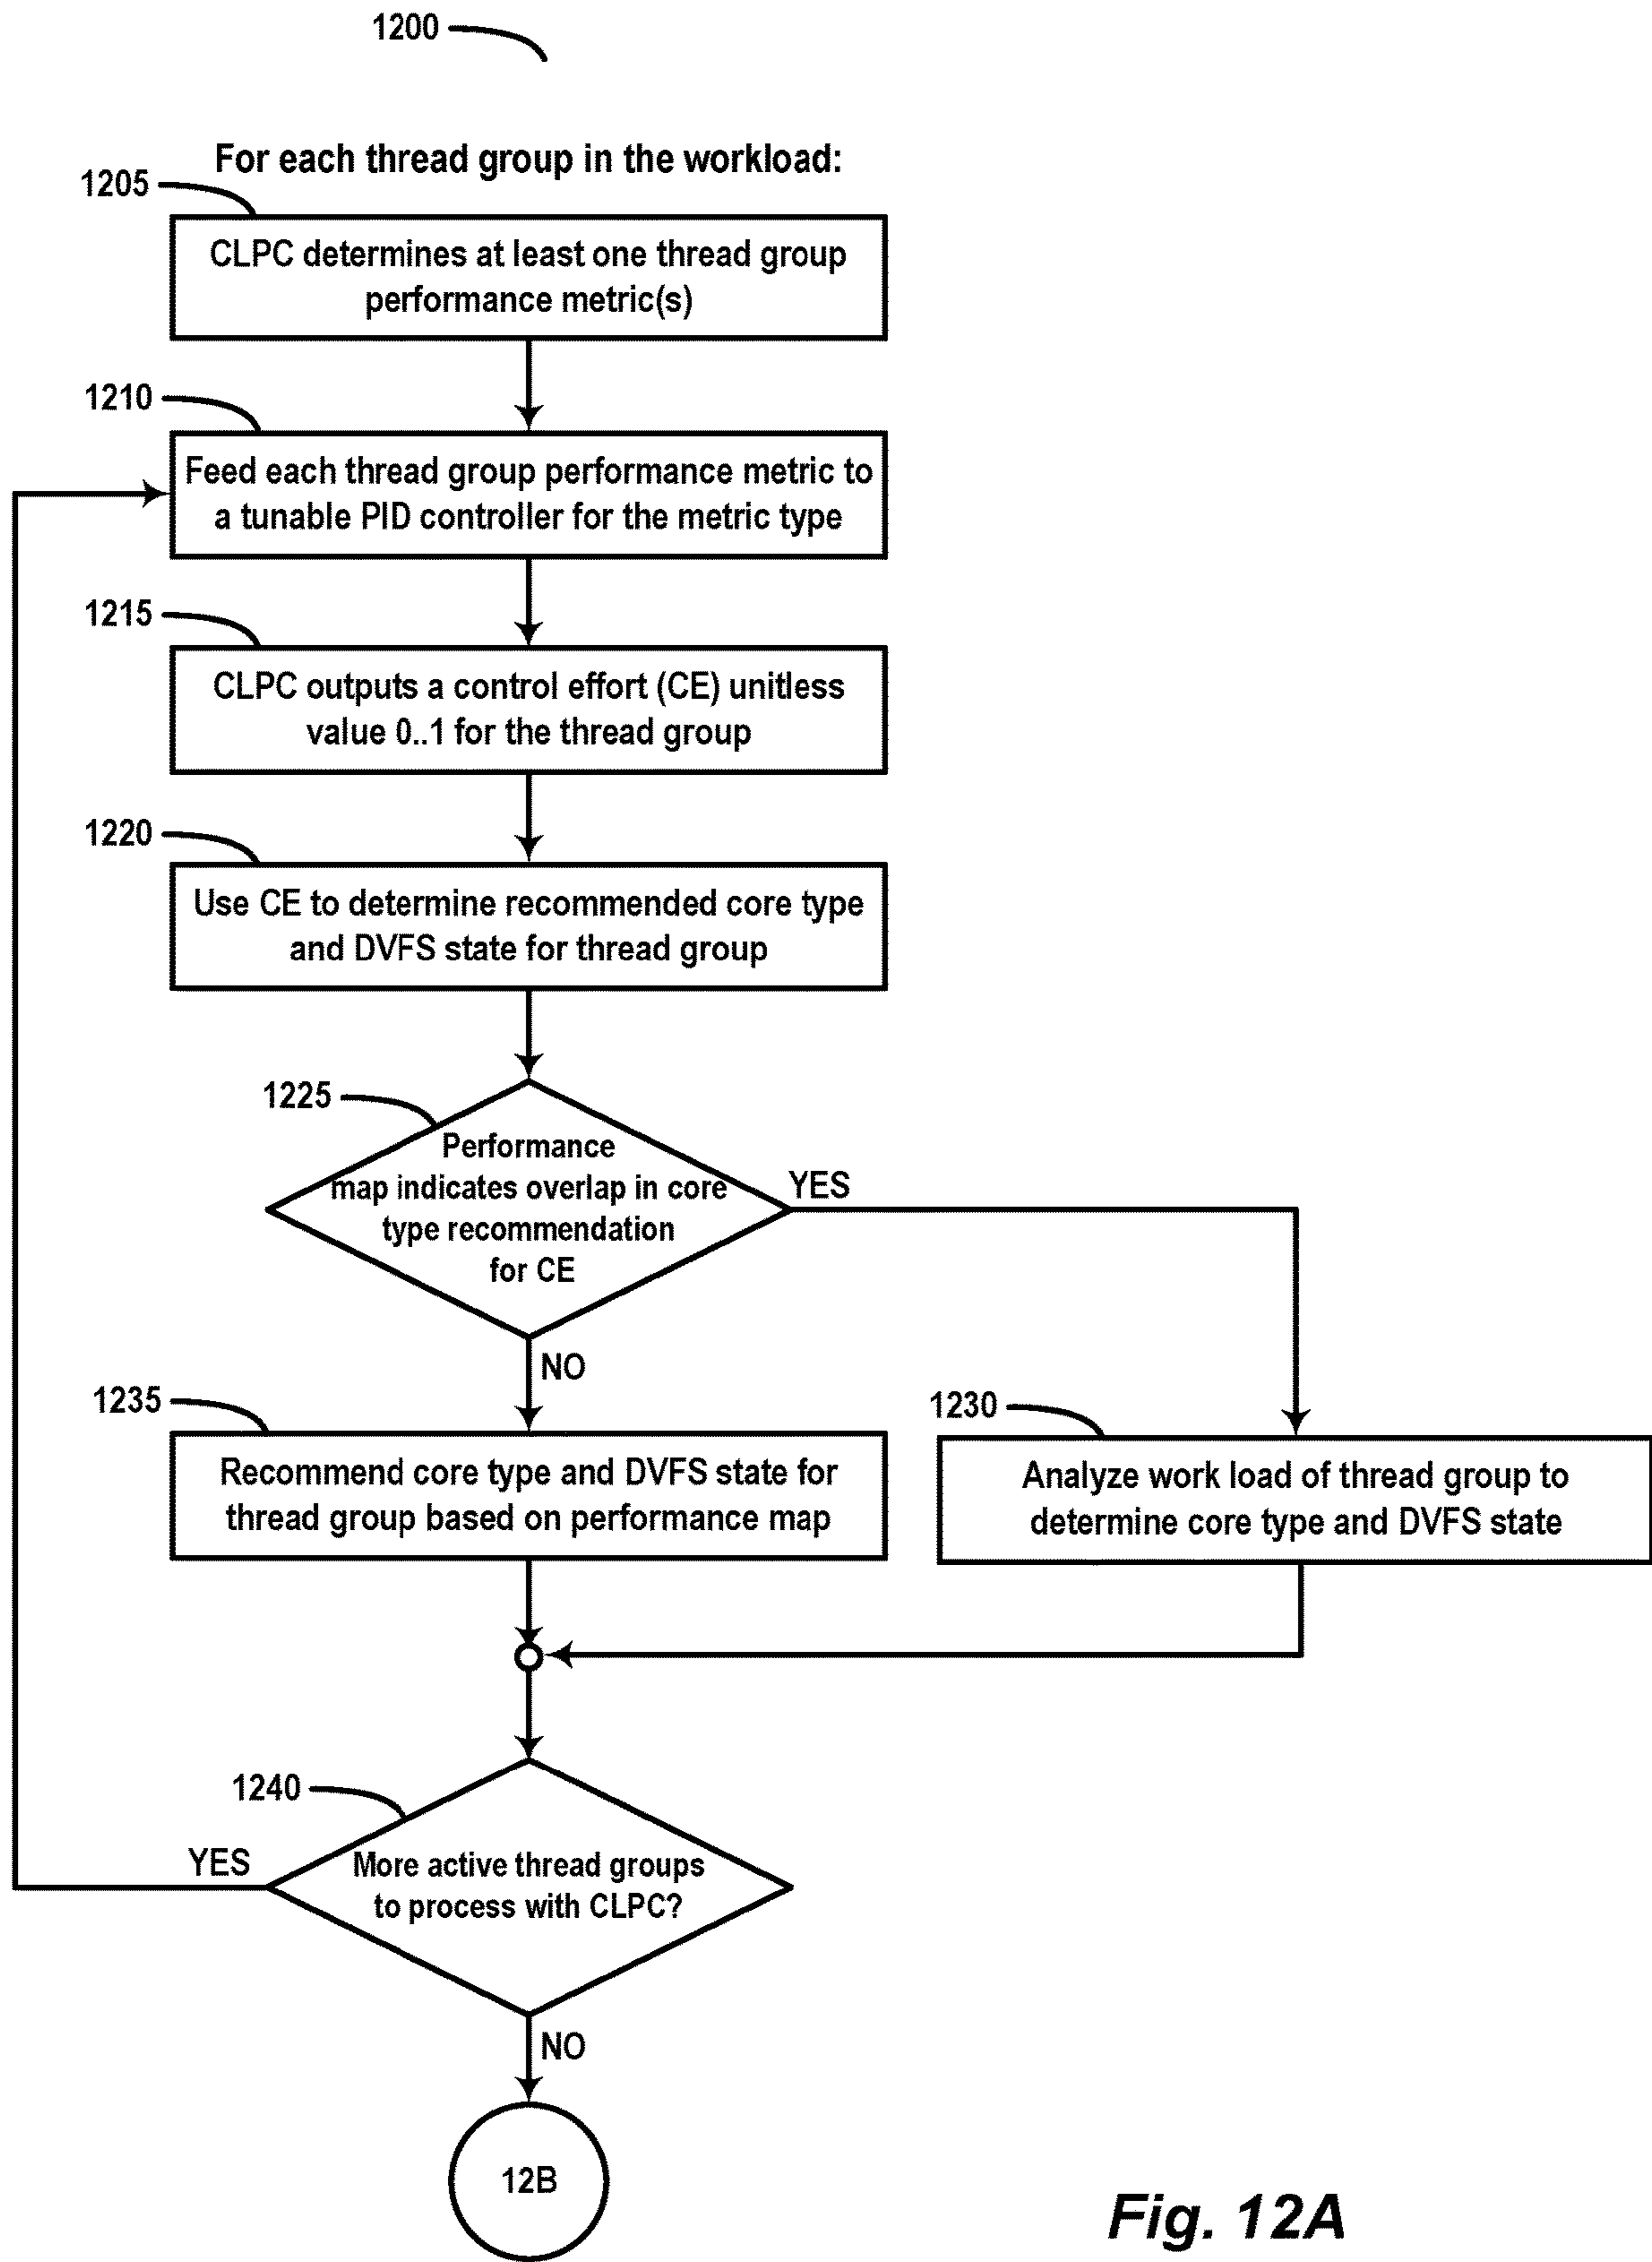 1200
For each thread group in the workload:
1205
CLPC determines at least one thread group
performance metric(s)
1210
Feed each thread group performance metric to
a tunable PID controller for the metric type
1215
CLPC outputs a control effort (CE) unitless
value 0..1 for the thread group
1220
Use CE to determine recommended core type
and DVFS state for thread group
1225
Performance
map indicates overlap in core
type recommendation
for CE
YES
NO
1235
Recommend core type and DVFS state for
thread group based on performance map
1230
Analyze work load of thread group to
determine core type and DVFS state
1240
More active thread groups
to process with CLPC?
YES
NO
12B
Fig. 12A